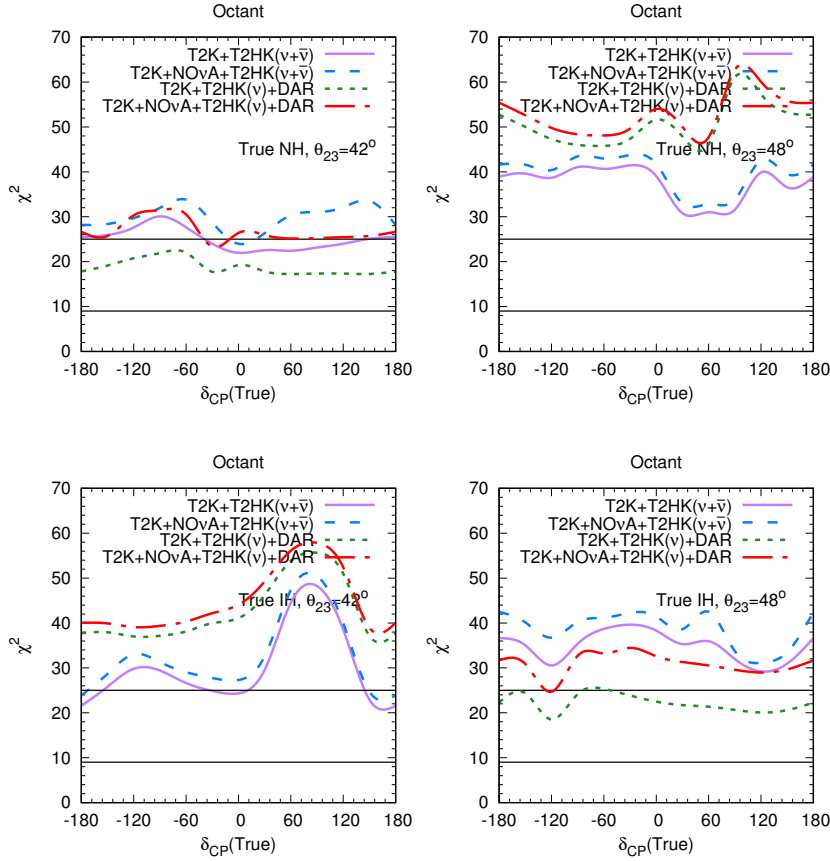 Octant
70
60
50
40
30
20
10
0
χ²
T2K+T2HK(ν+ν̄)
T2K+NOνA+T2HK(ν+ν̄)
T2K+T2HK(ν)+DAR
T2K+NOνA+T2HK(ν)+DAR
True NH, θ₂₃=42°
-180 -120 -60 0 60 120 180
δCP(True)
Octant
70
60
50
40
30
20
10
0
χ²
T2K+T2HK(ν+ν̄)
T2K+NOνA+T2HK(ν+ν̄)
T2K+T2HK(ν)+DAR
T2K+NOνA+T2HK(ν)+DAR
True NH, θ₂₃=48°
-180 -120 -60 0 60 120 180
δCP(True)
Octant
70
60
50
40
30
20
10
0
χ²
T2K+T2HK(ν+ν̄)
T2K+NOνA+T2HK(ν+ν̄)
T2K+T2HK(ν)+DAR
T2K+NOνA+T2HK(ν)+DAR
True IH, θ₂₃=42°
-180 -120 -60 0 60 120 180
δCP(True)
Octant
70
60
50
40
30
20
10
0
χ²
T2K+T2HK(ν+ν̄)
T2K+NOνA+T2HK(ν+ν̄)
T2K+T2HK(ν)+DAR
T2K+NOνA+T2HK(ν)+DAR
True IH, θ₂₃=48°
-180 -120 -60 0 60 120 180
δCP(True)